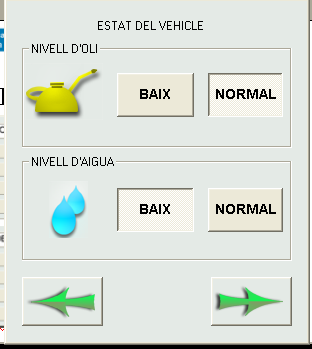 ESTAT DEL VEHICLE
NIVELL D'OLI
BAIX NORMAL
NIVELL D'AIGUA
BAIX NORMAL